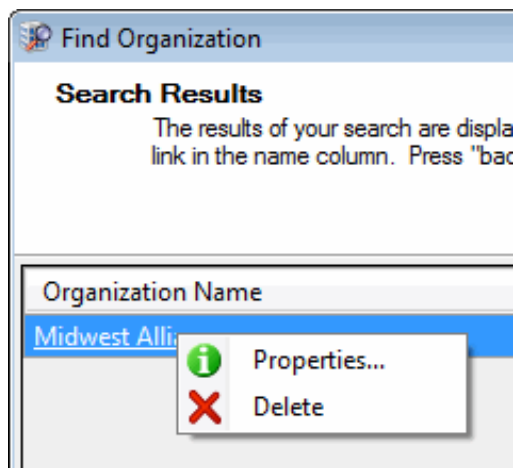 Find Organization
Search Results
The results of your search are displa
link in the name column. Press "bac
Organization Name
Midwest Alli
Properties...
Delete